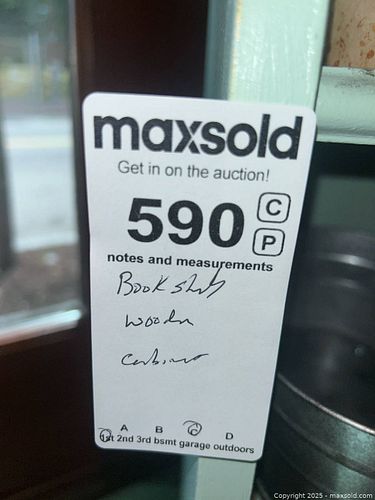 maxsold
Get in on the auction!
590
C
P
notes and measurements
Book shelf
wooden
A B C D
1st 2nd 3rd bsmt garage outdoors
Copyright 2025 - maxsold.com